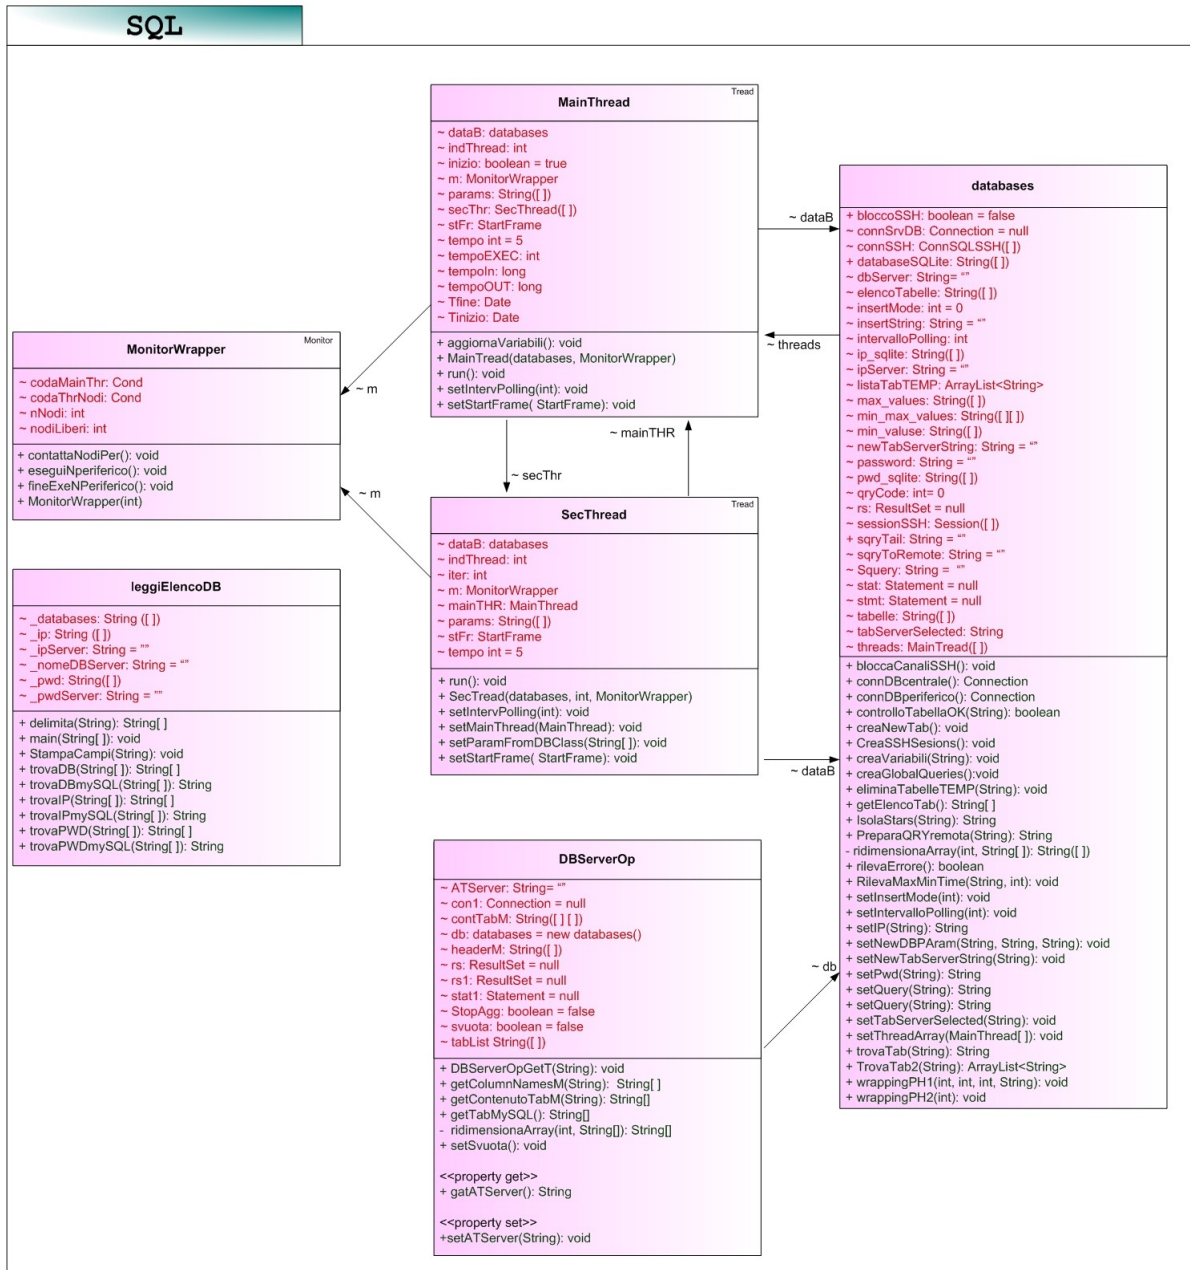 SQL
Tread
MainThread
~ dataB: databases
~ indThread: int
~ inizio: boolean = true
~ m: MonitorWrapper
~ params: String([ ])
~ secThr: SecThread([ ])
~ stFr: StartFrame
~ tempo int = 5
~ tempoEXEC: int
~ tempoIn: long
~ tempoOUT: long
~ Tfine: Date
~ Tinizio: Date
+ aggiornaVariabili(): void
+ MainTread(databases, MonitorWrapper)
+ run(): void
+ setIntervPolling(int): void
+ setStartFrame( StartFrame): void
~ dataB
~ threads
~ m
~ mainTHR
~ secThr
~ m
Monitor
MonitorWrapper
~ codaMainThr: Cond
~ codaThrNodi: Cond
~ nNodi: int
~ nodiLiberi: int
+ contattaNodiPer(): void
+ eseguiNperiferico(): void
+ fineExeNPeriferico(): void
+ MonitorWrapper(int)
Tread
SecThread
~ dataB: databases
~ indThread: int
~ iter: int
~ m: MonitorWrapper
~ mainTHR: MainThread
~ params: String([ ])
~ stFr: StartFrame
~ tempo int = 5
+ run(): void
+ SecTread(databases, int, MonitorWrapper)
+ setIntervPolling(int): void
+ setMainThread(MainThread): void
+ setParamFromDBClass(String[ ]): void
+ setStartFrame( StartFrame): void
~ dataB
leggiElencoDB
~ _databases: String ([ ])
~ _ip: String ([ ])
~ _ipServer: String = ""
~ _nomeDBServer: String = “”
~ _pwd: String([ ])
~ _pwdServer: String = ""
+ delimita(String): String[ ]
+ main(String[ ]): void
+ StampaCampi(String): void
+ trovaDB(String[ ]): String[ ]
+ trovaDBmySQL(String[ ]): String
+ trovaIP(String[ ]): String[ ]
+ trovaIPmySQL(String[ ]): String
+ trovaPWD(String[ ]): String[ ]
+ trovaPWDmySQL(String[ ]): String
DBServerOp
~ ATServer: String= “”
~ con1: Connection = null
~ contTabM: String([ ] [ ])
~ db: databases = new databases()
~ headerM: String([ ])
~ rs: ResultSet = null
~ rs1: ResultSet = null
~ stat1: Statement = null
~ StopAgg: boolean = false
~ svuota: boolean = false
~ tabList String([ ])
+ DBServerOpGetT(String): void
+ getColumnNamesM(String): String[ ]
+ getContenutoTabM(String): String[]
+ getTabMySQL(): String[]
- ridimensionaArray(int, String[]): String[]
+ setSvuota(): void
<<property get>>
+ gatATServer(): String
<<property set>>
+setATServer(String): void
~ db
databases
+ bloccoSSH: boolean = false
~ connSrvDB: Connection = null
~ connSSH: ConnSQLSSH([ ])
+ databaseSQLite: String([ ])
~ dbServer: String= “”
~ elencoTabelle: String([ ])
~ insertMode: int = 0
~ insertString: String = “”
~ intervalloPolling: int
~ ip_sqlite: String([ ])
~ ipServer: String = “”
~ listaTabTEMP: ArrayList<String>
~ max_values: String([ ])
~ min_max_values: String([ ][ ])
~ min_valuse: String([ ])
~ newTabServerString: String = “”
~ password: String = “”
~ pwd_sqlite: String([ ])
~ qryCode: int= 0
~ rs: ResultSet = null
~ sessionSSH: Session([ ])
+ sqryTail: String = “”
~ sqryToRemote: String = “”
~ Squery: String = “”
~ stat: Statement = null
~ stmt: Statement = null
~ tabelle: String([ ])
~ tabServerSelected: String
~ threads: MainTread([ ])
+ bloccaCanaliSSH(): void
+ connDBcentrale(): Connection
+ connDBperiferico(): Connection
+ controlloTabellaOK(String): boolean
+ creaNewTab(): void
+ CreaSSHSesions(): void
+ creaVariabili(String): void
+ creaGlobalQueries():void
+ eliminaTabelleTEMP(String): void
+ getElencoTab(): String[ ]
+ IsolaStars(String): String
+ PreparaQRYremota(String): String
- ridimensionaArray(int, String[ ]): String([ ])
+ rilevaErrore(): boolean
+ RilevaMaxMinTime(String, int): void
+ setInsertMode(int): void
+ setIntervalloPolling(int): void
+ setIP(String): String
+ setNewDBPAram(String, String, String): void
+ setNewTabServerString(String): void
+ setPwd(String): String
+ setQuery(String): String
+ setQuery(String): String
+ setTabServerSelected(String): void
+ setThreadArray(MainThread[ ]): void
+ trovaTab(String): String
+ TrovaTab2(String): ArrayList<String>
+ wrappingPH1(int, int, int, String): void
+ wrappingPH2(int): void